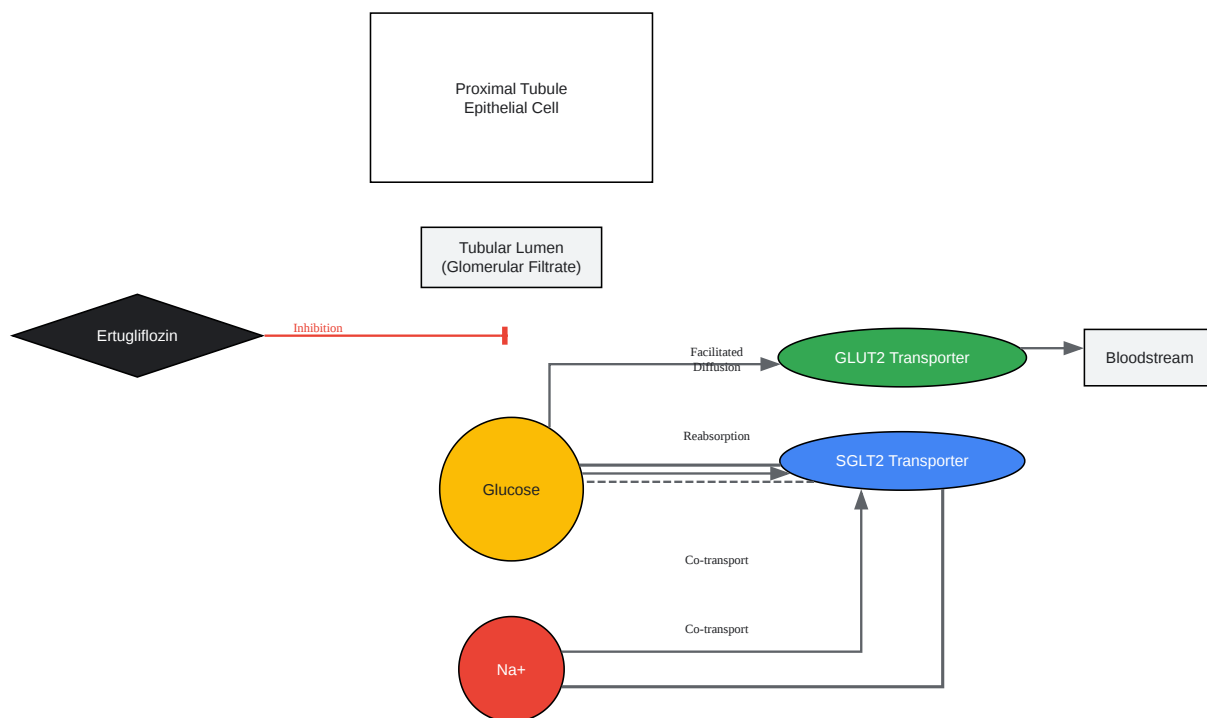 Proximal Tubule
Epithelial Cell
Tubular Lumen
(Glomerular Filtrate)
Ertugliflozin
Inhibition
Facilitated
Diffusion
GLUT2 Transporter
Bloodstream
Reabsorption
SGLT2 Transporter
Glucose
Co-transport
Co-transport
Na+